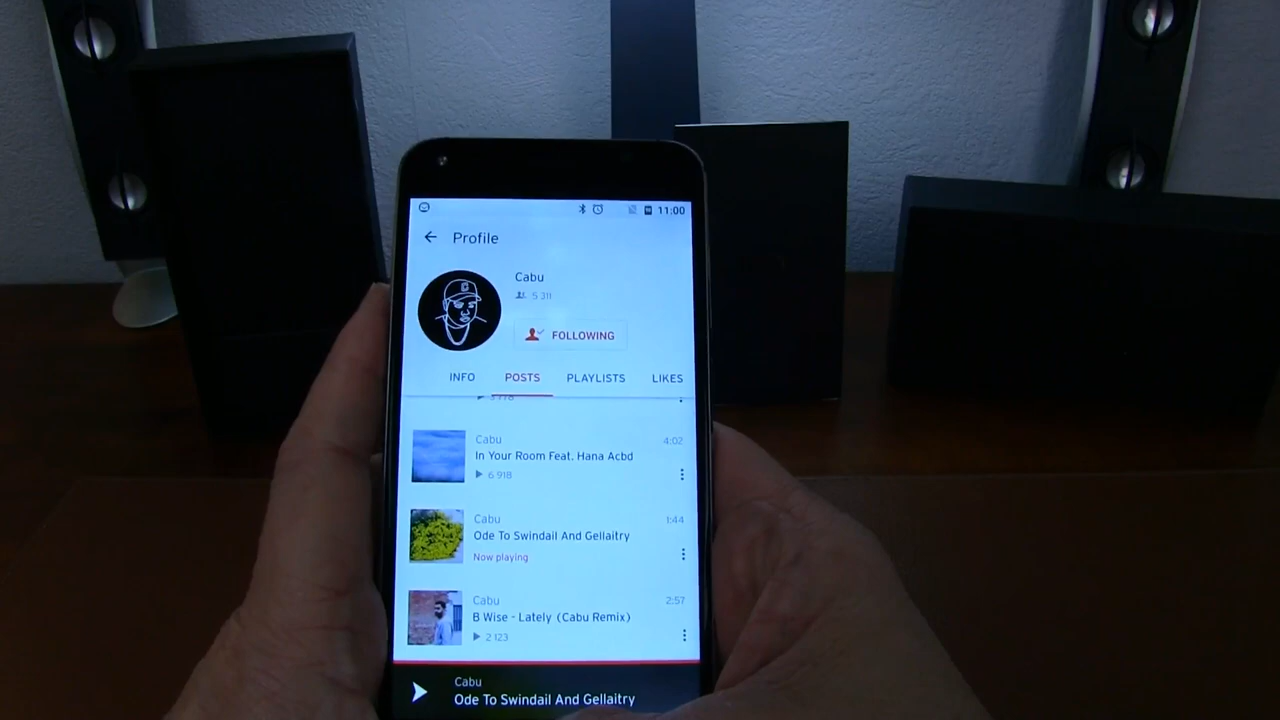 11:00
Profile
Cabu
5 311
FOLLOWING
INFO POSTS PLAYLISTS LIKES
Cabu 4:02
In Your Room Feat. Hana Acbd
6 918
Cabu 1:44
Ode To Swindail And Gellaitry
Now playing
Cabu 2:57
B Wise - Lately (Cabu Remix)
2 123
Cabu
Ode To Swindail And Gellaitry